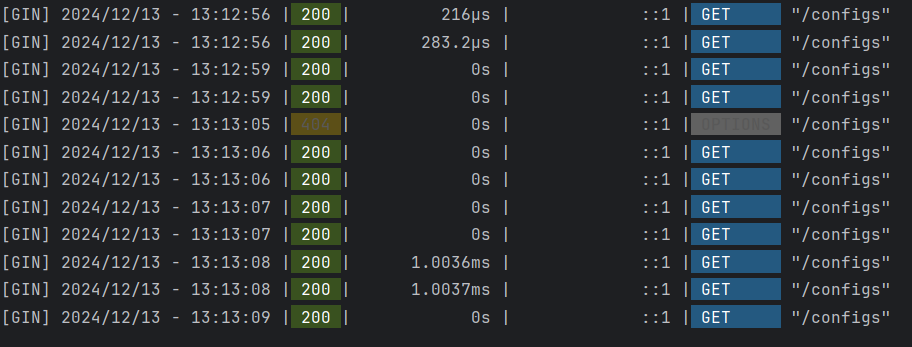 [GIN] 2024/12/13 - 13:12:56 | 200 | 216µs | ::1 | GET "/configs"
[GIN] 2024/12/13 - 13:12:56 | 200 | 283.2µs | ::1 | GET "/configs"
[GIN] 2024/12/13 - 13:12:59 | 200 | 0s | ::1 | GET "/configs"
[GIN] 2024/12/13 - 13:12:59 | 200 | 0s | ::1 | GET "/configs"
[GIN] 2024/12/13 - 13:13:05 | 404 | 0s | ::1 | OPTIONS "/configs"
[GIN] 2024/12/13 - 13:13:06 | 200 | 0s | ::1 | GET "/configs"
[GIN] 2024/12/13 - 13:13:06 | 200 | 0s | ::1 | GET "/configs"
[GIN] 2024/12/13 - 13:13:07 | 200 | 0s | ::1 | GET "/configs"
[GIN] 2024/12/13 - 13:13:07 | 200 | 0s | ::1 | GET "/configs"
[GIN] 2024/12/13 - 13:13:08 | 200 | 1.0036ms | ::1 | GET "/configs"
[GIN] 2024/12/13 - 13:13:08 | 200 | 1.0037ms | ::1 | GET "/configs"
[GIN] 2024/12/13 - 13:13:09 | 200 | 0s | ::1 | GET "/configs"